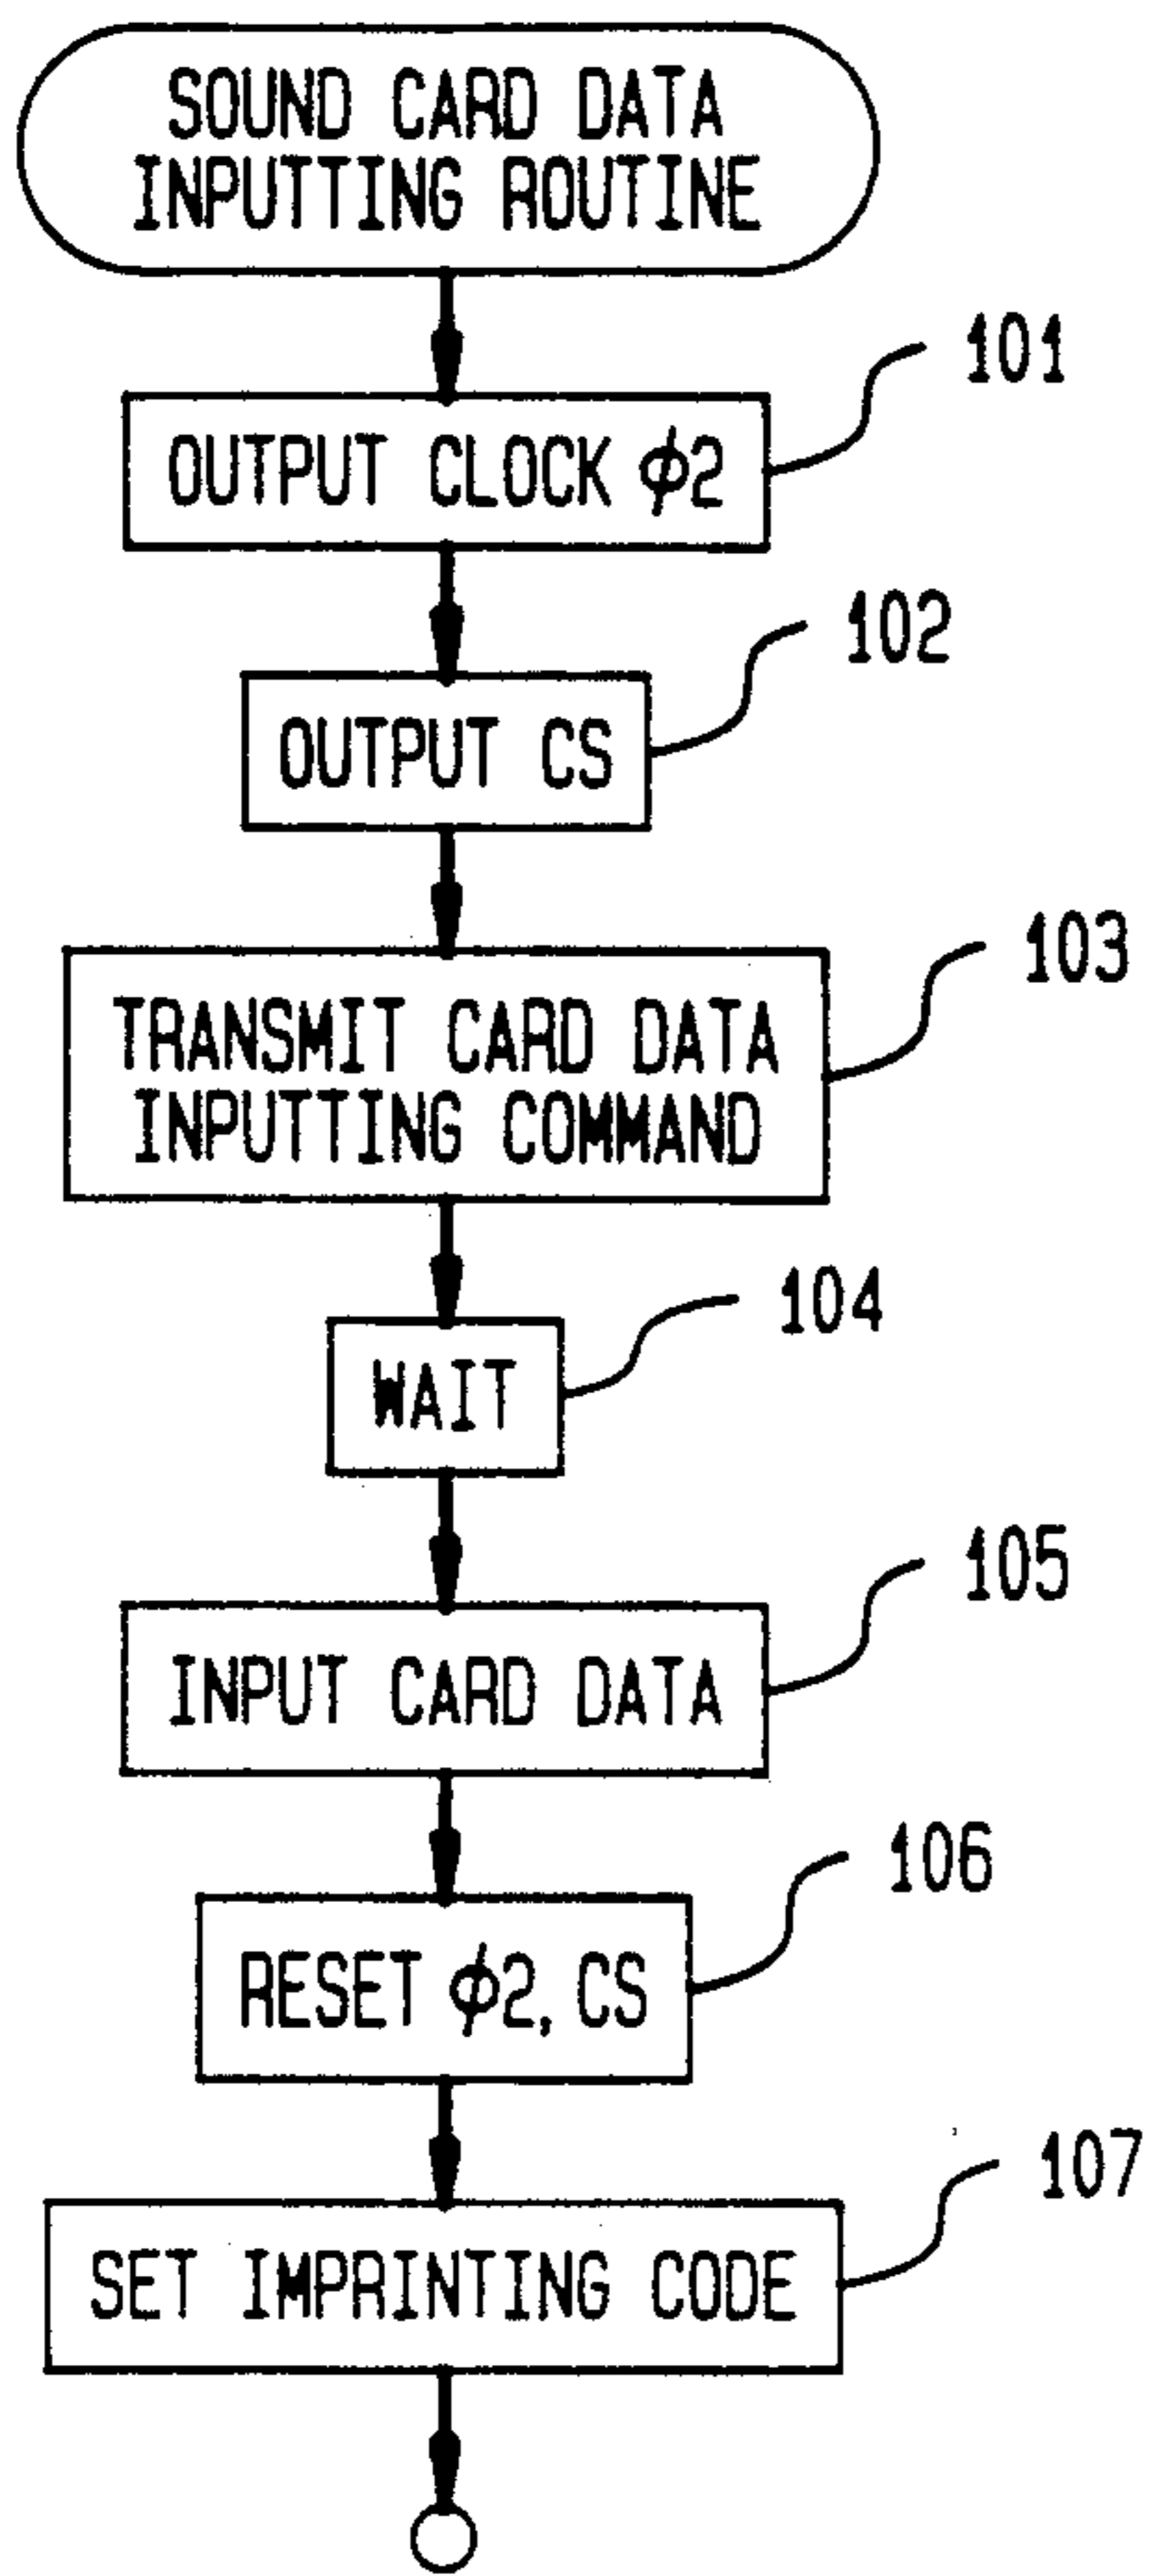 SOUND CARD DATA
INPUTTING ROUTINE
101
OUTPUT CLOCK ϕ2
102
OUTPUT CS
103
TRANSMIT CARD DATA
INPUTTING COMMAND
104
WAIT
105
INPUT CARD DATA
106
RESET ϕ2, CS
107
SET IMPRINTING CODE